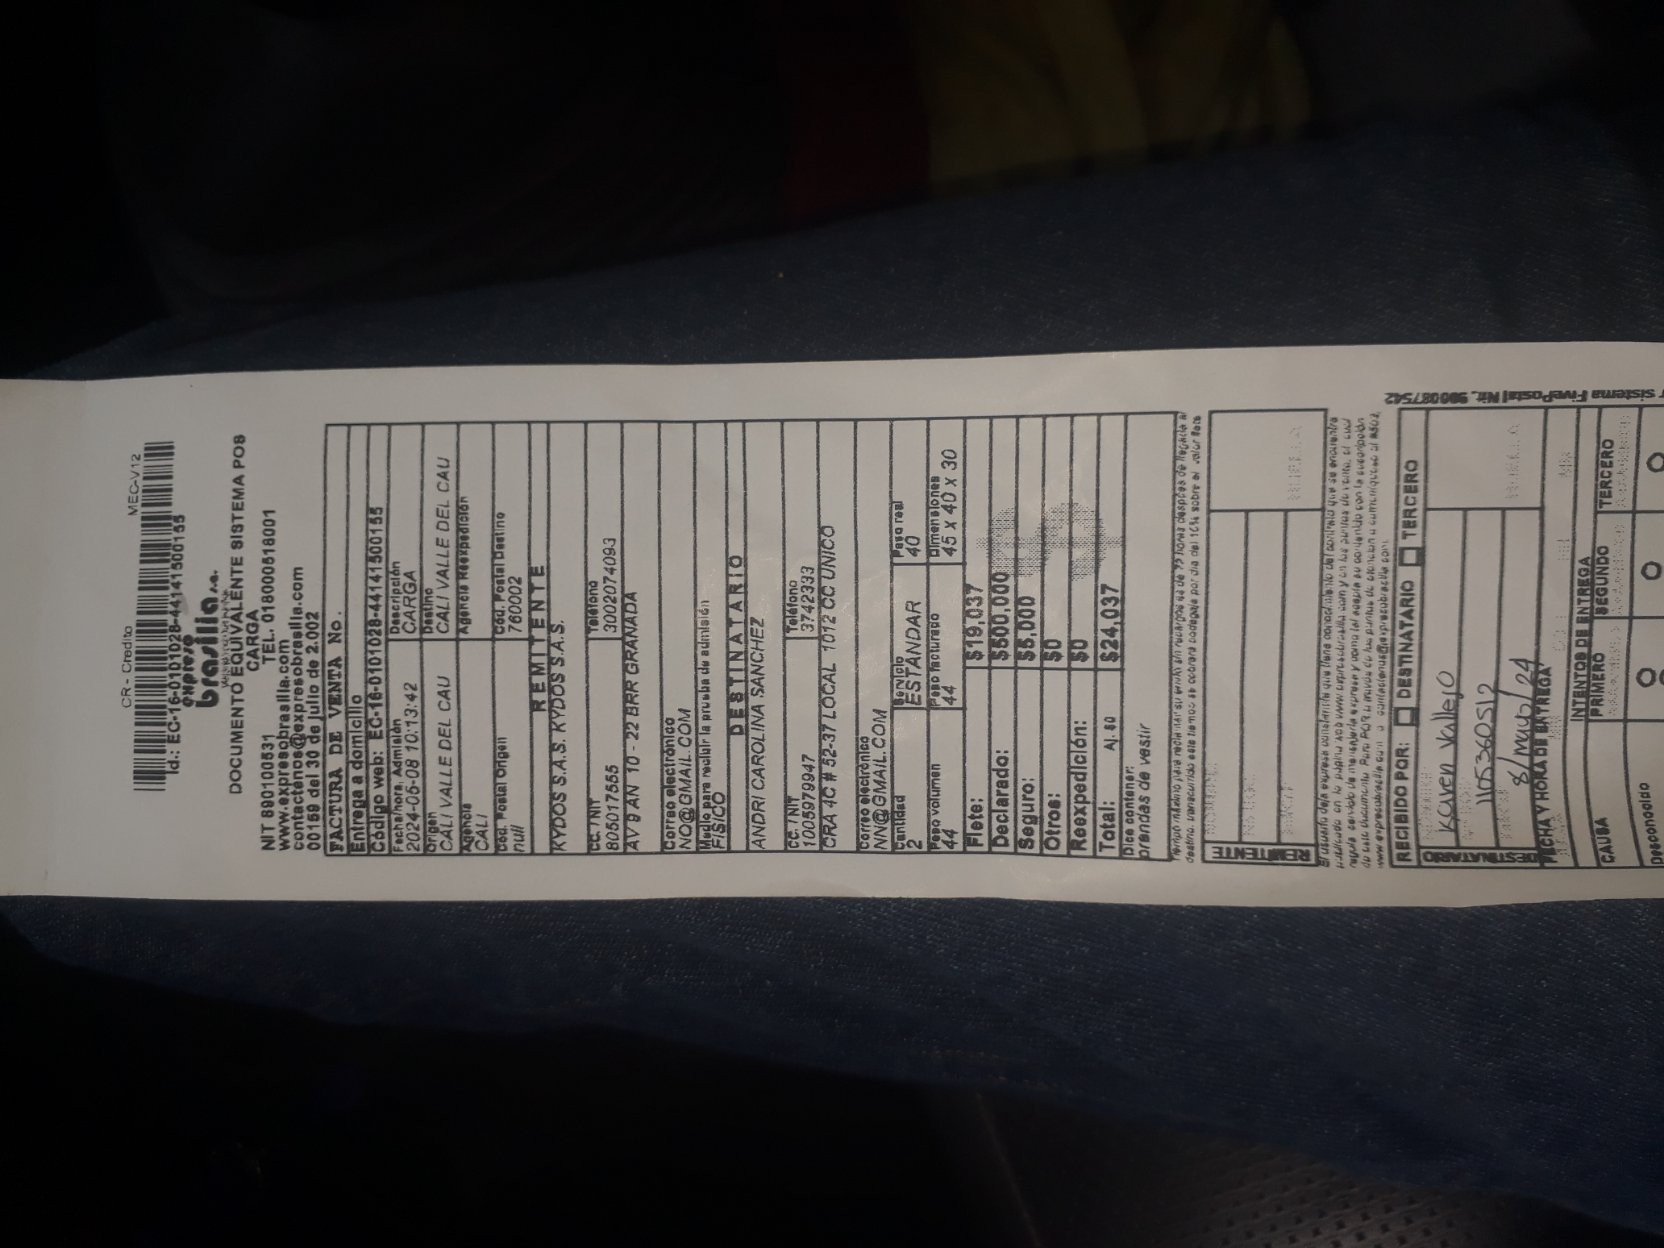 CR - Credito MEC-V12
Id.: EC-16-0101028-44141500155
expreso
brasilia s.a.
DOCUMENTO EQUIVALENTE SISTEMA POS
CARGA
NIT 890100531 TEL. 018000518001
www.expresobrasilia.com
contactenos@expresobrasilia.com
00159 del 30 de julio de 2.002
FACTURA DE VENTA No.
Entrega a domicilio
Código web: EC-16-0101028-44141500155
Fecha/hora. Admisión Descripción
2024-05-08 10:13:42 CARGA
Origen Destino
CALI VALLE DEL CAU CALI VALLE DEL CAU
Agencia Agencia Reexpedición
CALI
Cód. Postal Origen Cód. Postal Destino
null 760002
REMITENTE
KYDOS S.A.S. KYDOS S.A.S.
CC. / NIT Teléfono
805017555 3002074093
AV 9 AN 10 - 22 BRR GRANADA
Correo electrónico
NO@GMAIL.COM
Medio para recibir la prueba de admisión
FISICO
DESTINATARIO
ANDRI CAROLINA SANCHEZ
CC. / NIT Teléfono
1005979947 3742333
CRA 4C # 52-37 LOCAL 1012 CC UNICO
Correo electrónico
NN@GMAIL.COM
Cantidad Servicio Peso real
2 ESTANDAR 40
Peso volumen Peso facturado Dimensiones
44 44 45 x 40 x 30
Flete: $19,037
Declarado: $500,000
Seguro: $5,000
Otros: $0
Reexpedición: $0
Total: Aj. $0 $24,037
Dice contener:
prendas de vestir
REMITENTE
RECIBIDO POR: DESTINATARIO TERCERO
Karen Vallejo
1105360512
8/may/24
DESTINATARIO
FECHA Y HORA DE ENTREGA
INTENTOS DE ENTREGA
CAUSA PRIMERO SEGUNDO TERCERO
Desconocido
sistema FivePostal Nit. 900087542